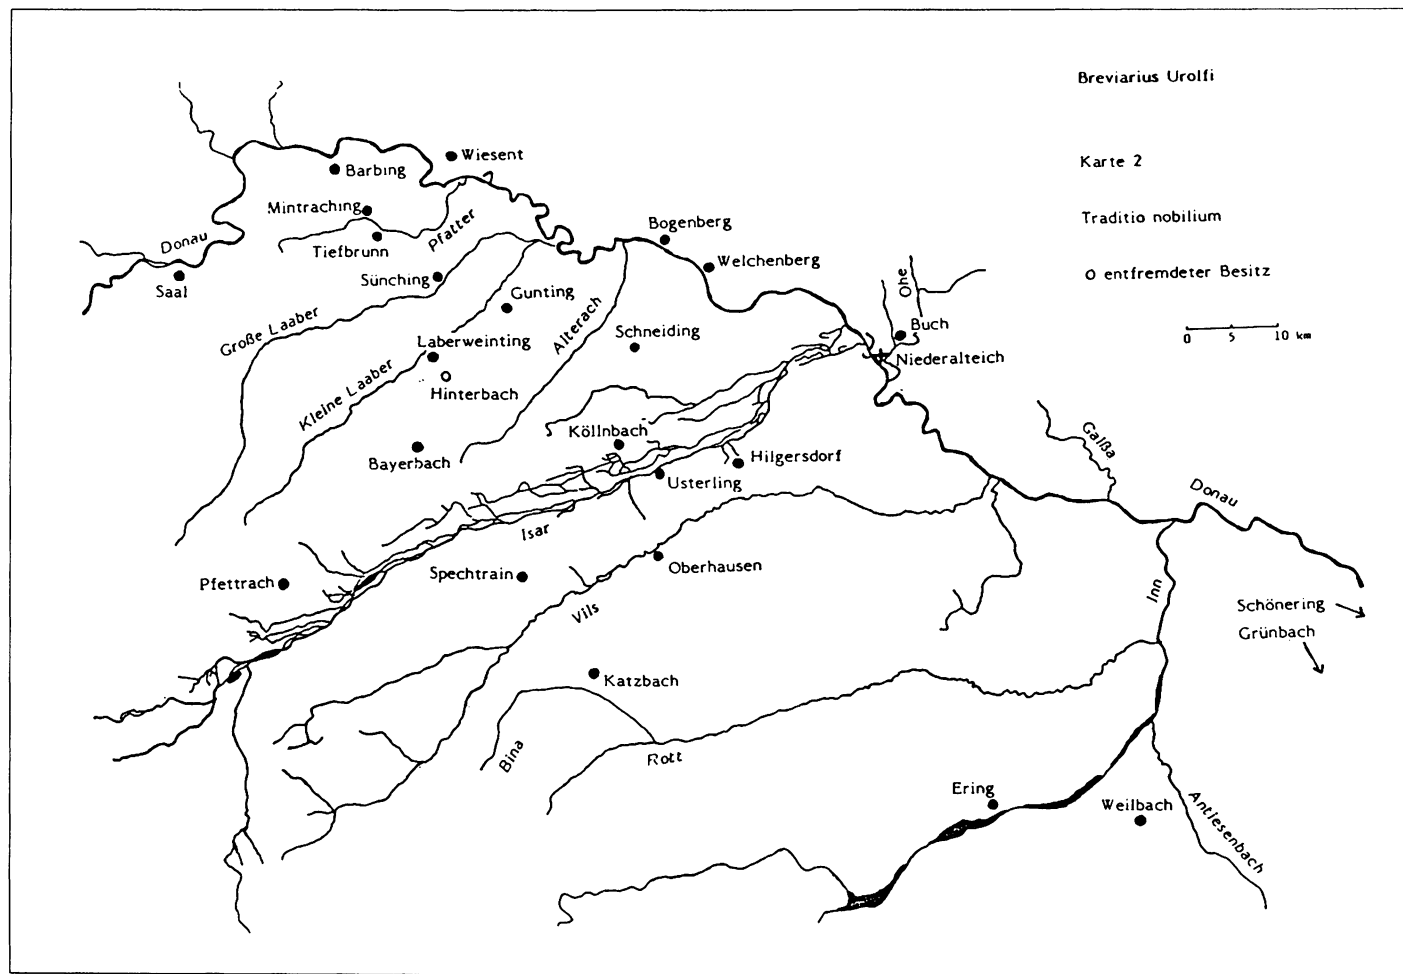 Breviarius Urolfi
Karte 2
Traditio nobilium
o entfremdeter Besitz
0 5 10 km
Wiesent
Barbing
Mintraching
Pfatter
Bogenberg
Donau
Tiefbrunn
Welchenberg
Sünching
Saal
Ohe
Gunting
Große Laaber
Alterach
Buch
Schneiding
Laberweinting
Niederalteich
Hinterbach
Kleine Laaber
Köllnbach
Gaißa
Bayerbach
Hilgersdorf
Usterling
Donau
Isar
Oberhausen
Spechtrain
Pfettrach
Inn
Vils
Schönering
Grünbach
Katzbach
Bina
Rott
Ering
Weilbach
Antiesenbach